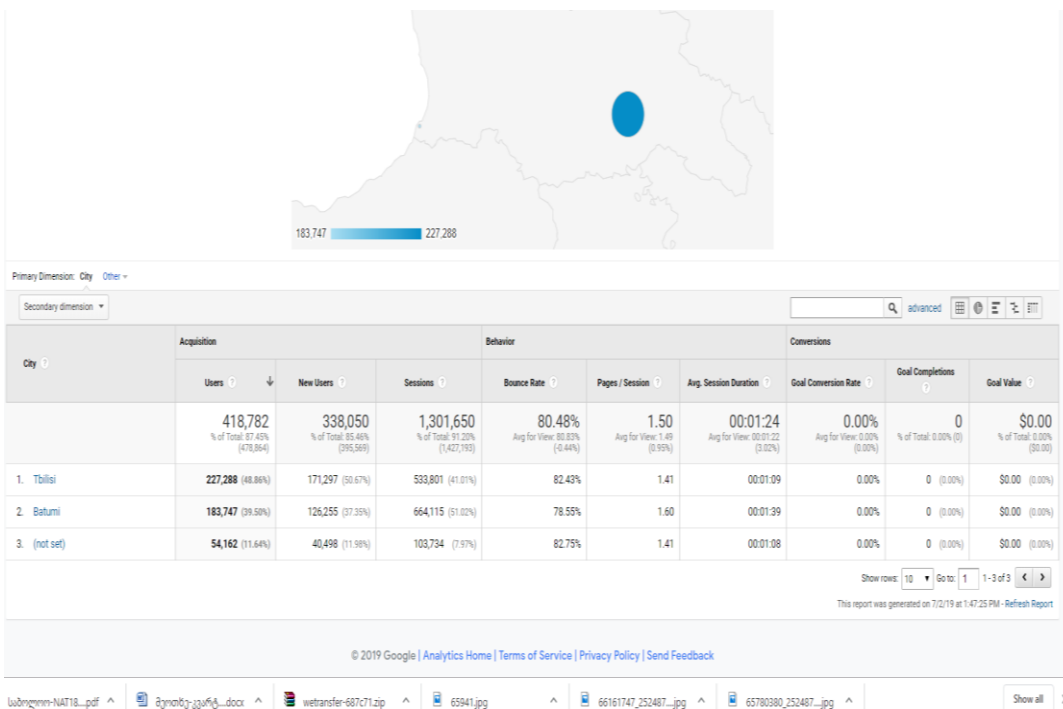 183,747 227,288
Primary Dimension: City Other
Secondary dimension advanced
City Acquisition Behavior Conversions
Users New Users Sessions Bounce Rate Pages / Session Avg. Session Duration Goal Conversion Rate Goal Completions Goal Value
418,782 338,050 1,301,650 80.48% 1.50 00:01:24 0.00% 0 $0.00
% of Total: 87.45% % of Total: 85.46% % of Total: 91.20% Avg for View: 80.83% Avg for View: 1.49 Avg for View: 00:01:22 Avg for View: 0.00% % of Total: 0.00% (0) % of Total: 0.00%
(478,864) (395,569) (1,427,193) (-0.44%) (0.95%) (3.02%) (0.00%) ($0.00)
1. Tbilisi 227,288 (48.86%) 171,297 (50.67%) 533,801 (41.01%) 82.43% 1.41 00:01:09 0.00% 0 (0.00%) $0.00 (0.00%)
2. Batumi 183,747 (39.50%) 126,255 (37.35%) 664,115 (51.02%) 78.55% 1.60 00:01:39 0.00% 0 (0.00%) $0.00 (0.00%)
3. (not set) 54,162 (11.64%) 40,498 (11.98%) 103,734 (7.97%) 82.75% 1.41 00:01:08 0.00% 0 (0.00%) $0.00 (0.00%)
Show rows: 10 Go to: 1 1 - 3 of 3
This report was generated on 7/2/19 at 1:47:25 PM - Refresh Report
© 2019 Google | Analytics Home | Terms of Service | Privacy Policy | Send Feedback
საბოლოო-NAT18....pdf მეოთხე-კვარტ....docx wetransfer-687c71.zip 65941.jpg 66161747_252487....jpg 65780380_252487....jpg Show all